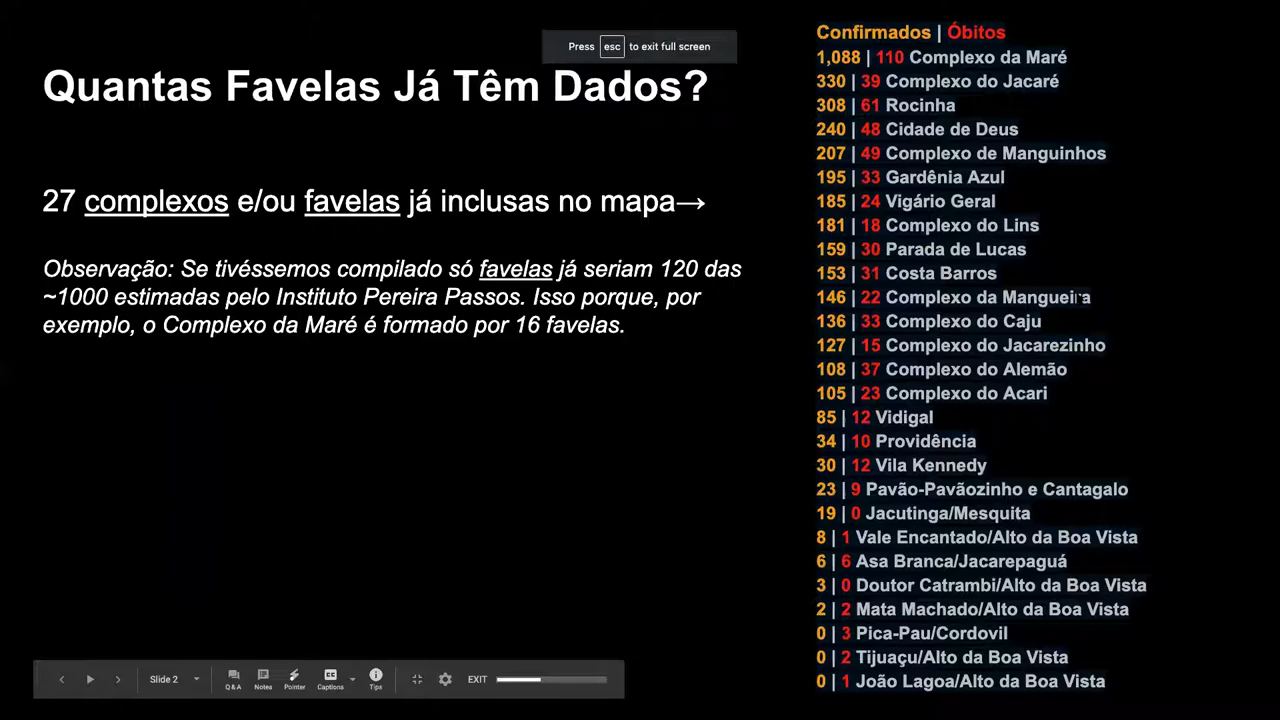 Press esc to exit full screen
Quantas Favelas Já Têm Dados?
27 complexos e/ou favelas já inclusas no mapa→
Observação: Se tivéssemos compilado só favelas já seriam 120 das
~1000 estimadas pelo Instituto Pereira Passos. Isso porque, por
exemplo, o Complexo da Maré é formado por 16 favelas.
Confirmados | Óbitos
1,088 | 110 Complexo da Maré
330 | 39 Complexo do Jacaré
308 | 61 Rocinha
240 | 48 Cidade de Deus
207 | 49 Complexo de Manguinhos
195 | 33 Gardênia Azul
185 | 24 Vigário Geral
181 | 18 Complexo do Lins
159 | 30 Parada de Lucas
153 | 31 Costa Barros
146 | 22 Complexo da Mangueira
136 | 33 Complexo do Caju
127 | 15 Complexo do Jacarezinho
108 | 37 Complexo do Alemão
105 | 23 Complexo do Acari
85 | 12 Vidigal
34 | 10 Providência
30 | 12 Vila Kennedy
23 | 9 Pavão-Pavãozinho e Cantagalo
19 | 0 Jacutinga/Mesquita
8 | 1 Vale Encantado/Alto da Boa Vista
6 | 6 Asa Branca/Jacarepaguá
3 | 0 Doutor Catrambi/Alto da Boa Vista
2 | 2 Mata Machado/Alto da Boa Vista
0 | 3 Pica-Pau/Cordovil
0 | 2 Tijuaçu/Alto da Boa Vista
0 | 1 João Lagoa/Alto da Boa Vista
Slide 2
Q&A
Notes
Pointer
CC
Captions
Tips
EXIT